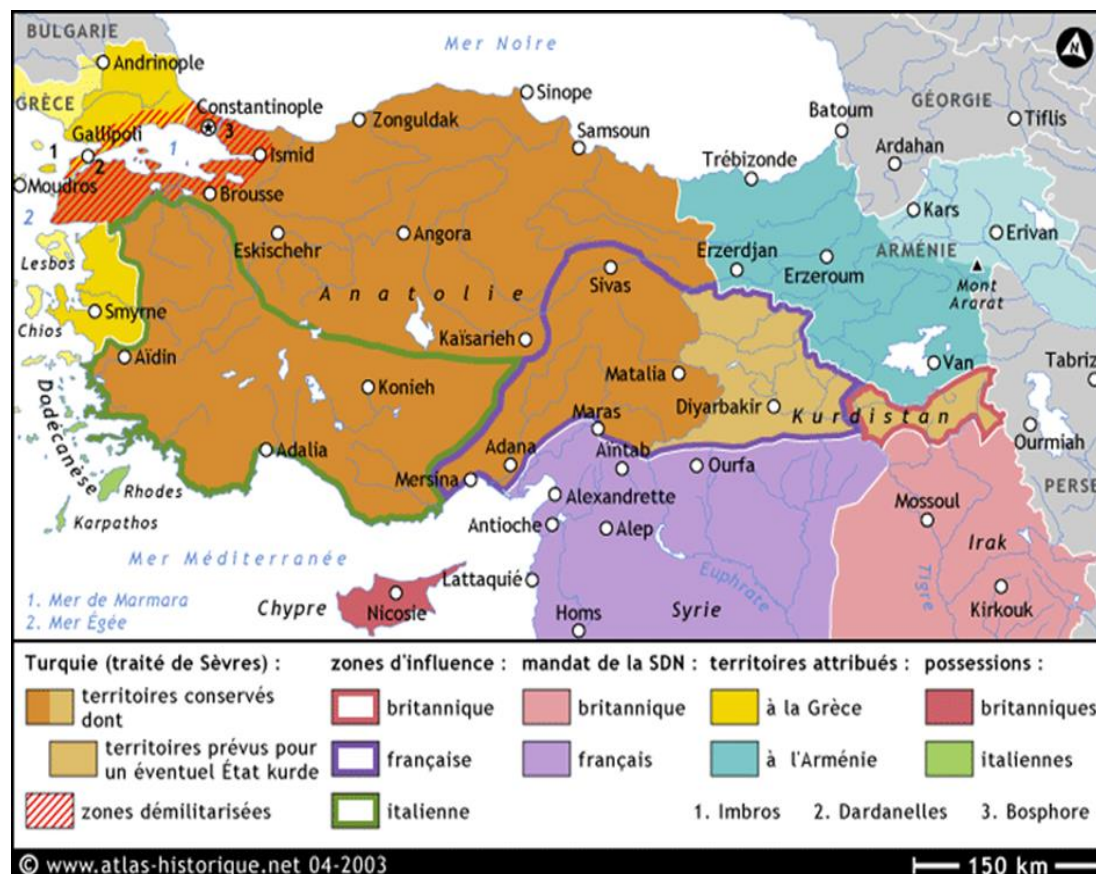 BULGARIE
Mer Noire
N
Andrinople
Sinope
GRÈCE
Constantinople
Zonguldak
Batoum
GÉORGIE
Tiflis
Gallipoli
3
Samsoun
Ardahan
1
1
Ismid
Trébizonde
2
Moudros
Brousse
Kars
Erivan
2
Eskischehr
Angora
Erzerdjan
Erzeroum
ARMÉNIE
Lesbos
Sivas
Mont
Ararat
Anatolie
Smyrne
Chios
Kaïsarieh
Aïdin
Van
Tabriz
Konieh
Matalia
Diyarbakir
Kurdistan
Dodécanèse
Maras
Ourmiah
Adalia
Adana
Aïntab
Ourfa
Mersina
PERSE
Rhodes
Alexandrette
Mossoul
Karpathos
Antioche
Alep
Irak
Mer Méditerranée
Lattaquié
Euphrate
Tigre
1. Mer de Marmara
2. Mer Égée
Chypre
Nicosie
Homs
Syrie
Kirkouk
Turquie (traité de Sèvres) :
territoires conservés
dont
territoires prévus pour
un éventuel État kurde
zones démilitarisées
zones d'influence :
britannique
française
italienne
mandat de la SDN :
britannique
français
territoires attribués :
à la Grèce
à l'Arménie
possessions :
britanniques
italiennes
1. Imbros 2. Dardanelles 3. Bosphore
© www.atlas-historique.net 04-2003
150 km